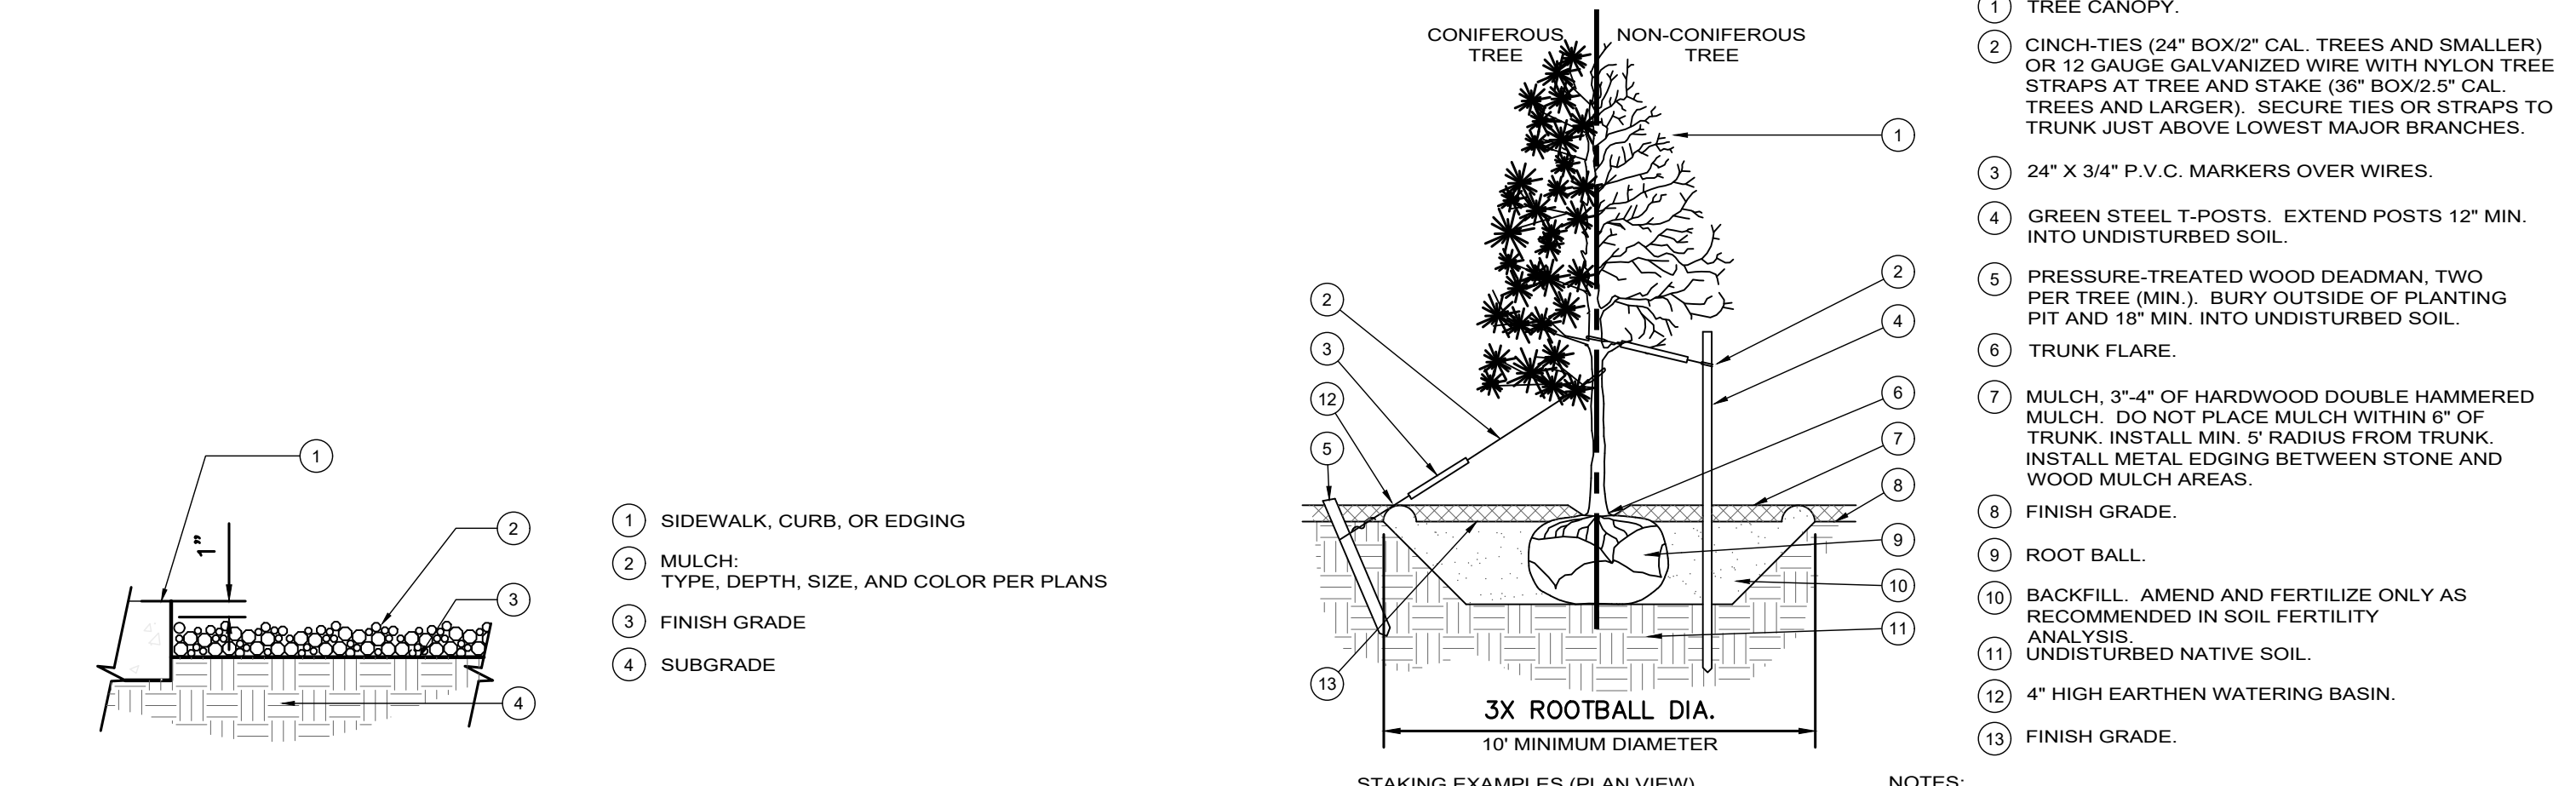 1
1"
2
3
4
1 SIDEWALK, CURB, OR EDGING
2 MULCH:
TYPE, DEPTH, SIZE, AND COLOR PER PLANS
3 FINISH GRADE
4 SUBGRADE
CONIFEROUS
TREE
NON-CONIFEROUS
TREE
2
3
12
5
13
1
2
4
6
7
8
9
10
11
3X ROOTBALL DIA.
10' MINIMUM DIAMETER
STAKING EXAMPLES (PLAN VIEW)
1 TREE CANOPY.
2 CINCH-TIES (24" BOX/2" CAL. TREES AND SMALLER)
OR 12 GAUGE GALVANIZED WIRE WITH NYLON TREE
STRAPS AT TREE AND STAKE (36" BOX/2.5" CAL.
TREES AND LARGER). SECURE TIES OR STRAPS TO
TRUNK JUST ABOVE LOWEST MAJOR BRANCHES.
3 24" X 3/4" P.V.C. MARKERS OVER WIRES.
4 GREEN STEEL T-POSTS. EXTEND POSTS 12" MIN.
INTO UNDISTURBED SOIL.
5 PRESSURE-TREATED WOOD DEADMAN, TWO
PER TREE (MIN.). BURY OUTSIDE OF PLANTING
PIT AND 18" MIN. INTO UNDISTURBED SOIL.
6 TRUNK FLARE.
7 MULCH, 3"-4" OF HARDWOOD DOUBLE HAMMERED
MULCH. DO NOT PLACE MULCH WITHIN 6" OF
TRUNK. INSTALL MIN. 5' RADIUS FROM TRUNK.
INSTALL METAL EDGING BETWEEN STONE AND
WOOD MULCH AREAS.
8 FINISH GRADE.
9 ROOT BALL.
10 BACKFILL. AMEND AND FERTILIZE ONLY AS
RECOMMENDED IN SOIL FERTILITY
ANALYSIS.
11 UNDISTURBED NATIVE SOIL.
12 4" HIGH EARTHEN WATERING BASIN.
13 FINISH GRADE.
NOTES: